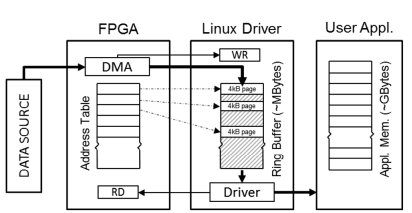 FPGA
Linux Driver
User Appl.
WR
DMA
DATA SOURCE
Address Table
4kB page
4kB page
4kB page
Ring Buffer (~MBytes)
Appl. Mem. (~GBytes)
RD
Driver